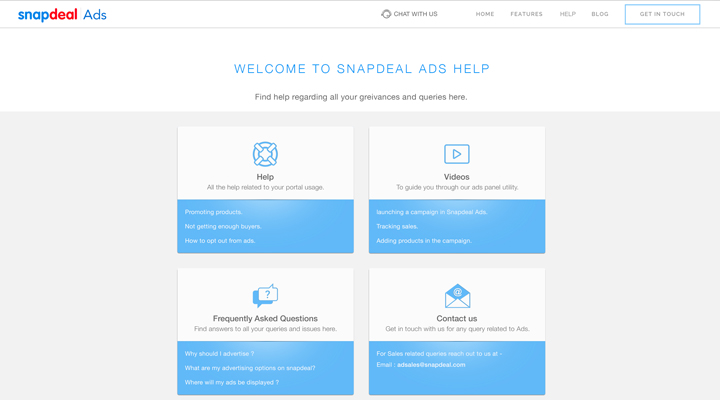 snapdeal Ads
CHAT WITH US
HOME
FEATURES
HELP
BLOG
GET IN TOUCH
WELCOME TO SNAPDEAL ADS HELP
Find help regarding all your greivances and queries here.
Help
All the help related to your portal usage.
Promoting products.
Not getting enough buyers.
How to opt out from ads.
Videos
To guide you through our ads panel utility.
launching a campaign in Snapdeal Ads.
Tracking sales.
Adding products in the campaign.
?
Frequently Asked Questions
Find answers to all your queries and issues here.
Why should I advertise ?
What are my advertising options on snapdeal?
Where will my ads be displayed ?
@
Contact us
Get in touch with us for any query related to Ads.
For Sales related queries reach out to us at -
Email : adsales@snapdeal.com